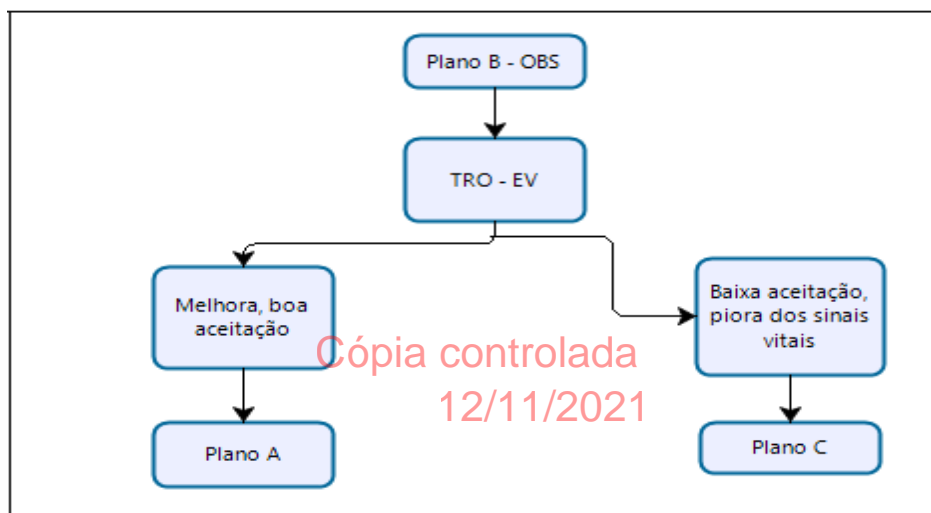 Plano B - OBS
TRO - EV
Melhora, boa
aceitação
Baixa aceitação,
piora dos sinais
vitais
Cópia controlada
12/11/2021
Plano A
Plano C